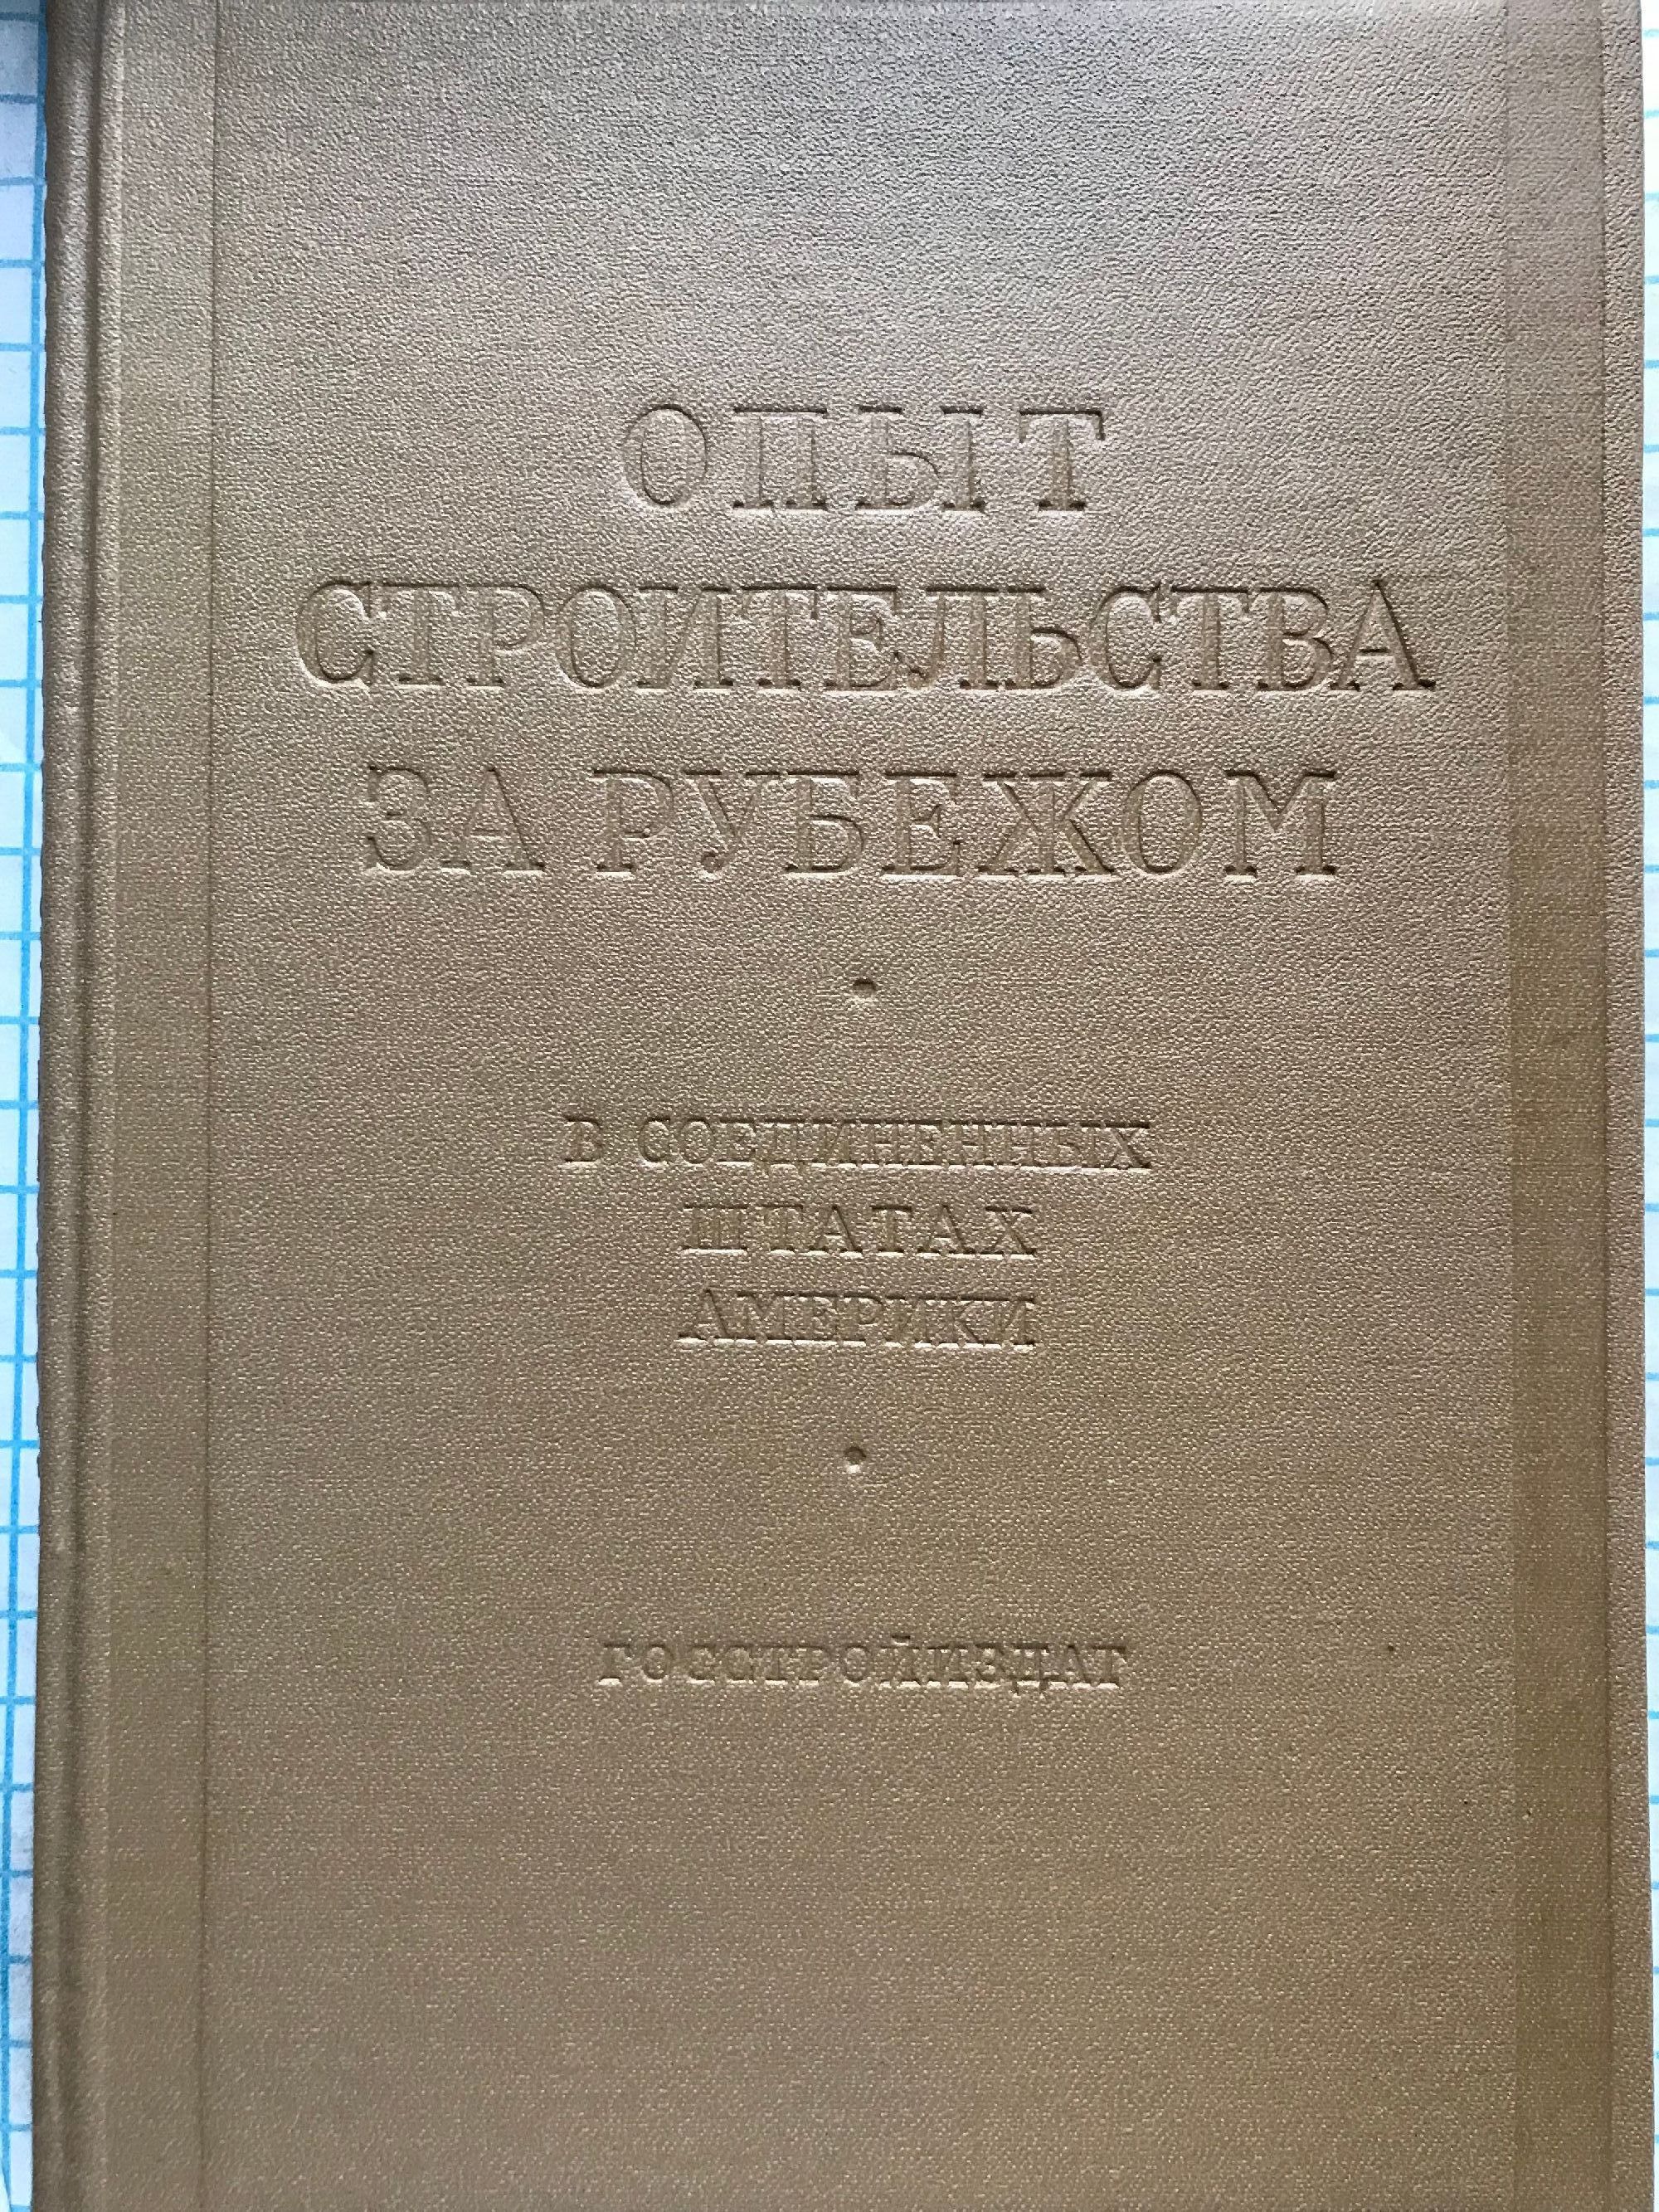 ОПЫТ
СТРОИТЕЛЬСТВА
ЗА РУБЕЖОМ
В СОЕДИНЕННЫХ
ШТАТАХ
АМЕРИКИ
ГОССТРОЙИЗДАТ